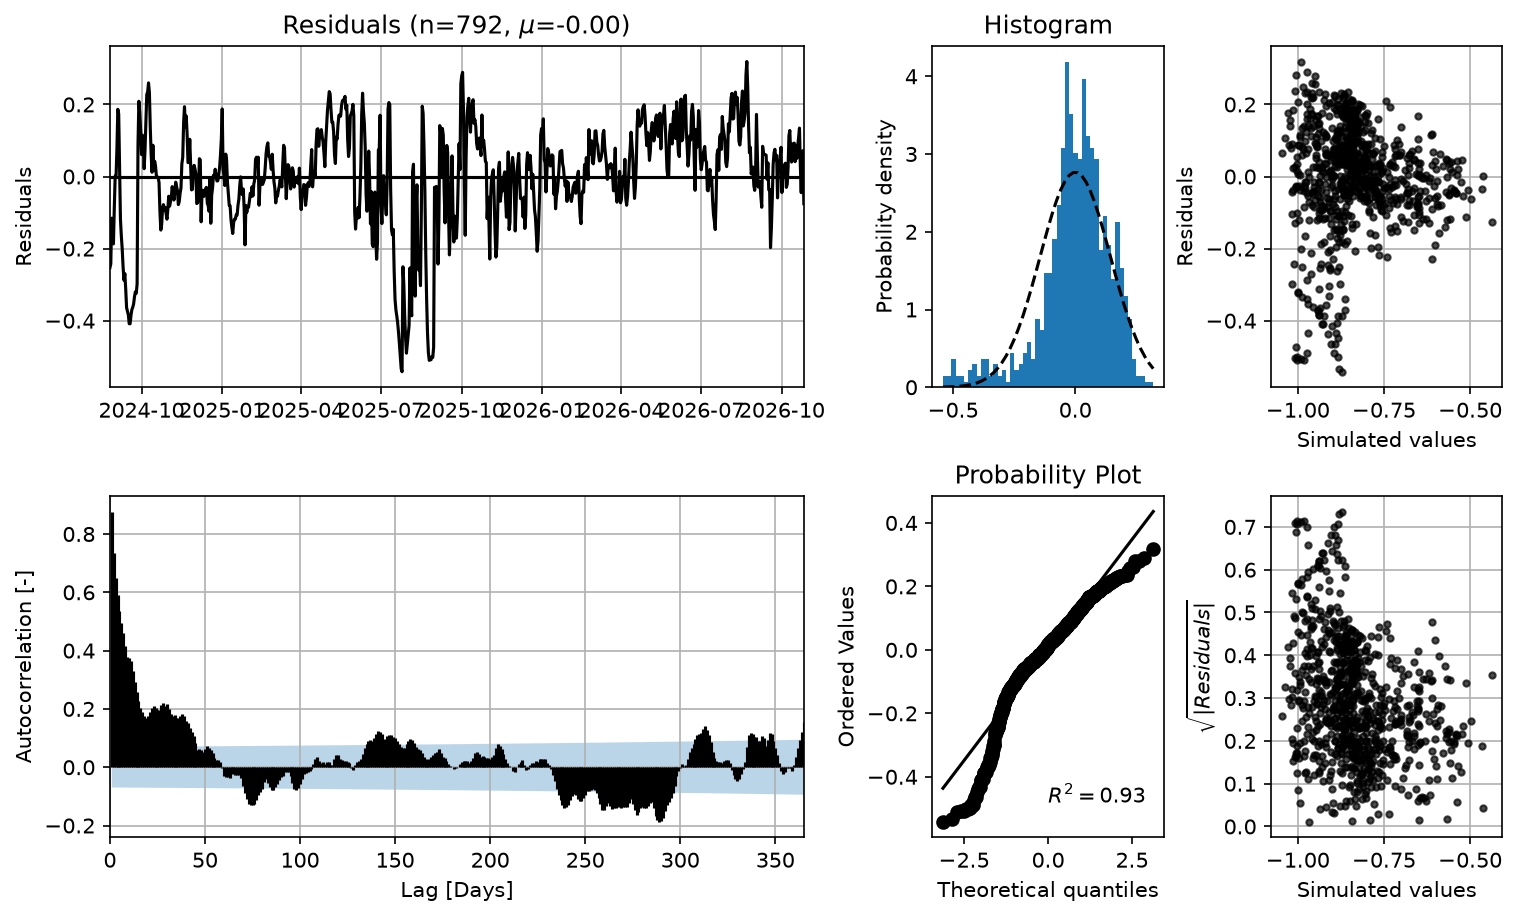 Residuals (n=792, μ=-0.00)
Residuals
0.2
0.0
−0.2
−0.4
2024-10 2025-01 2025-04 2025-07 2025-10 2026-01 2026-04 2026-07 2026-10
Histogram
Probability density
4
3
2
1
0
−0.5 0.0
Residuals
0.2
0.0
−0.2
−0.4
−1.00 −0.75 −0.50
Simulated values
Autocorrelation [-]
0.8
0.6
0.4
0.2
0.0
−0.2
0 50 100 150 200 250 300 350
Lag [Days]
Probability Plot
Ordered Values
0.4
0.2
0.0
−0.2
−0.4
R² = 0.93
−2.5 0.0 2.5
Theoretical quantiles
√|Residuals|
0.7
0.6
0.5
0.4
0.3
0.2
0.1
0.0
−1.00 −0.75 −0.50
Simulated values